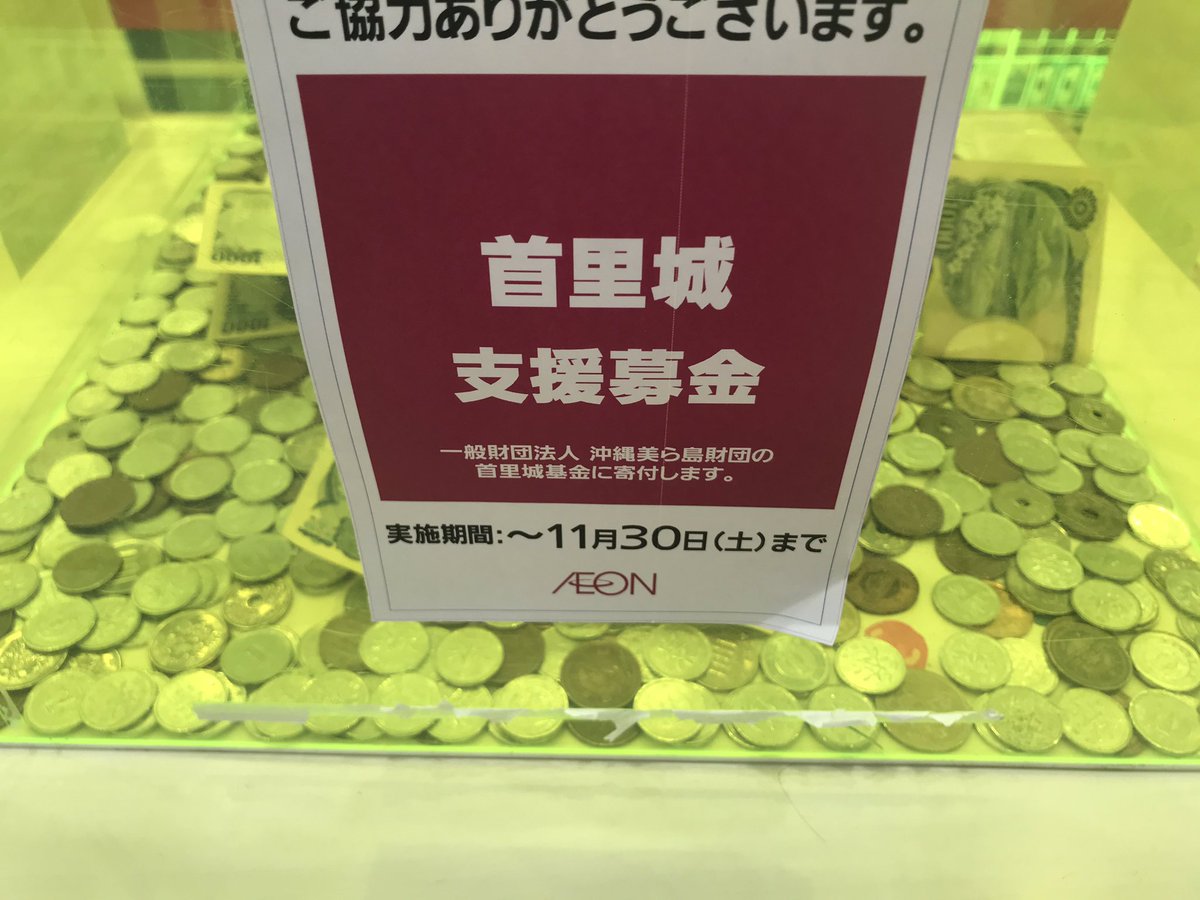 ご協力ありがとうございます。
首里城
支援募金
一般財団法人 沖縄美ら島財団の
首里城基金に寄付します。
実施期間:~11月30日(土)まで
ÆON
1000
1000